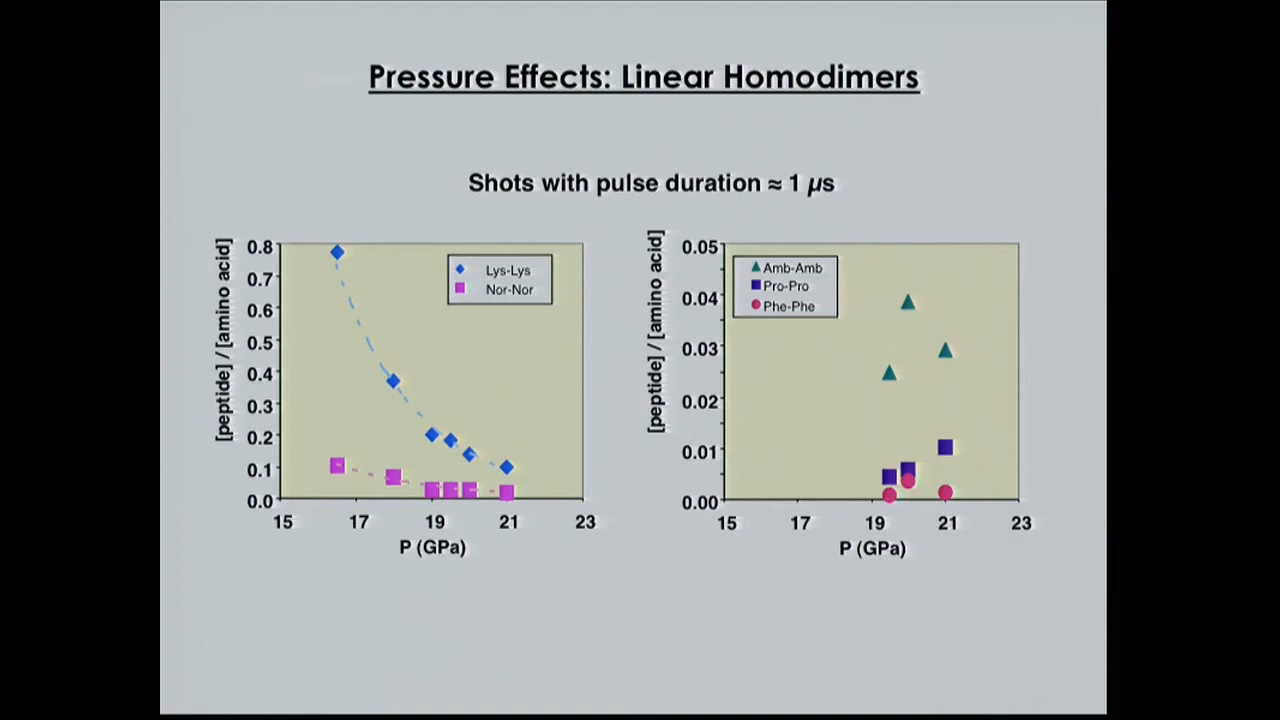 Pressure Effects: Linear Homodimers
Shots with pulse duration ≈ 1 µs
[peptide] / [amino acid]
0.8
0.7
0.6
0.5
0.4
0.3
0.2
0.1
0.0
Lys-Lys
Nor-Nor
15 17 19 21 23
P (GPa)
[peptide] / [amino acid]
0.05
0.04
0.03
0.02
0.01
0.00
Amb-Amb
Pro-Pro
Phe-Phe
15 17 19 21 23
P (GPa)